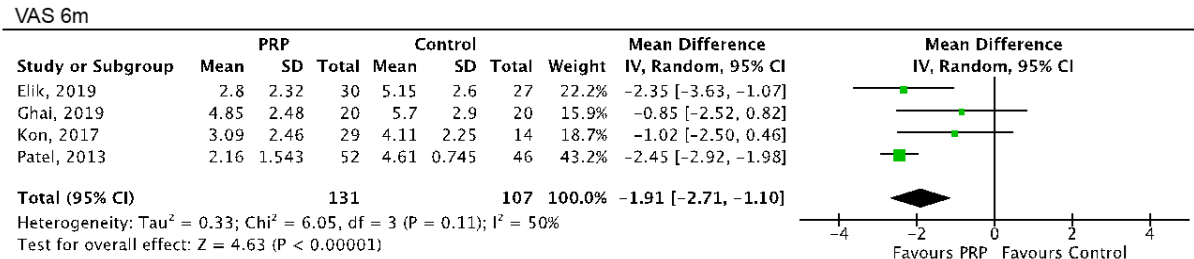 VAS 6m
PRP Control Mean Difference Mean Difference
Study or Subgroup Mean SD Total Mean SD Total Weight IV, Random, 95% CI IV, Random, 95% CI
Elik, 2019 2.8 2.32 30 5.15 2.6 27 22.2% -2.35 [-3.63, -1.07]
Ghai, 2019 4.85 2.48 20 5.7 2.9 20 15.9% -0.85 [-2.52, 0.82]
Kon, 2017 3.09 2.46 29 4.11 2.25 14 18.7% -1.02 [-2.50, 0.46]
Patel, 2013 2.16 1.543 52 4.61 0.745 46 43.2% -2.45 [-2.92, -1.98]
Total (95% CI) 131 107 100.0% -1.91 [-2.71, -1.10]
Heterogeneity: Tau² = 0.33; Chi² = 6.05, df = 3 (P = 0.11); I² = 50%
Test for overall effect: Z = 4.63 (P < 0.00001)
-4 -2 0 2 4
Favours PRP Favours Control